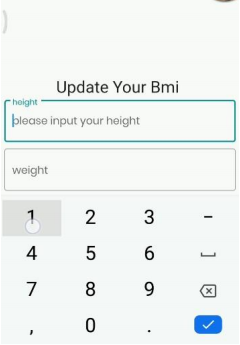 Update Your Bmi
height
please input your height
weight
1 2 3 -
4 5 6
7 8 9
, 0 .